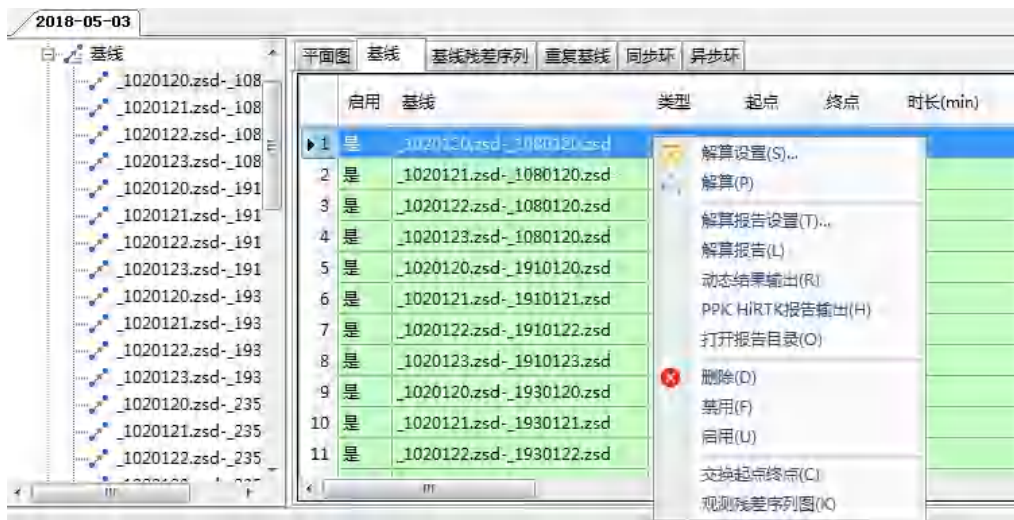 2018-05-03
基线
_1020120.zsd-_108
_1020121.zsd-_108
_1020122.zsd-_108
_1020123.zsd-_108
_1020120.zsd-_191
_1020121.zsd-_191
_1020122.zsd-_191
_1020123.zsd-_191
_1020120.zsd-_193
_1020121.zsd-_193
_1020122.zsd-_193
_1020123.zsd-_193
_1020120.zsd-_235
_1020121.zsd-_235
_1020122.zsd-_235
平面图 基线 基线残差序列 重复基线 同步环 异步环
启用 基线 类型 起点 终点 时长(min)
1 是 _1020120.zsd-_1080120.zsd
2 是 _1020121.zsd-_1080120.zsd
3 是 _1020122.zsd-_1080120.zsd
4 是 _1020123.zsd-_1080120.zsd
5 是 _1020120.zsd-_1910120.zsd
6 是 _1020121.zsd-_1910121.zsd
7 是 _1020122.zsd-_1910122.zsd
8 是 _1020123.zsd-_1910123.zsd
9 是 _1020120.zsd-_1930120.zsd
10 是 _1020121.zsd-_1930121.zsd
11 是 _1020122.zsd-_1930122.zsd
解算设置(S)...
解算(P)
解算报告设置(T)...
解算报告(L)
动态结果输出(R)
PPK HiRTK报告输出(H)
打开报告目录(O)
删除(D)
禁用(F)
启用(U)
交换起点终点(C)
观测残差序列图(K)